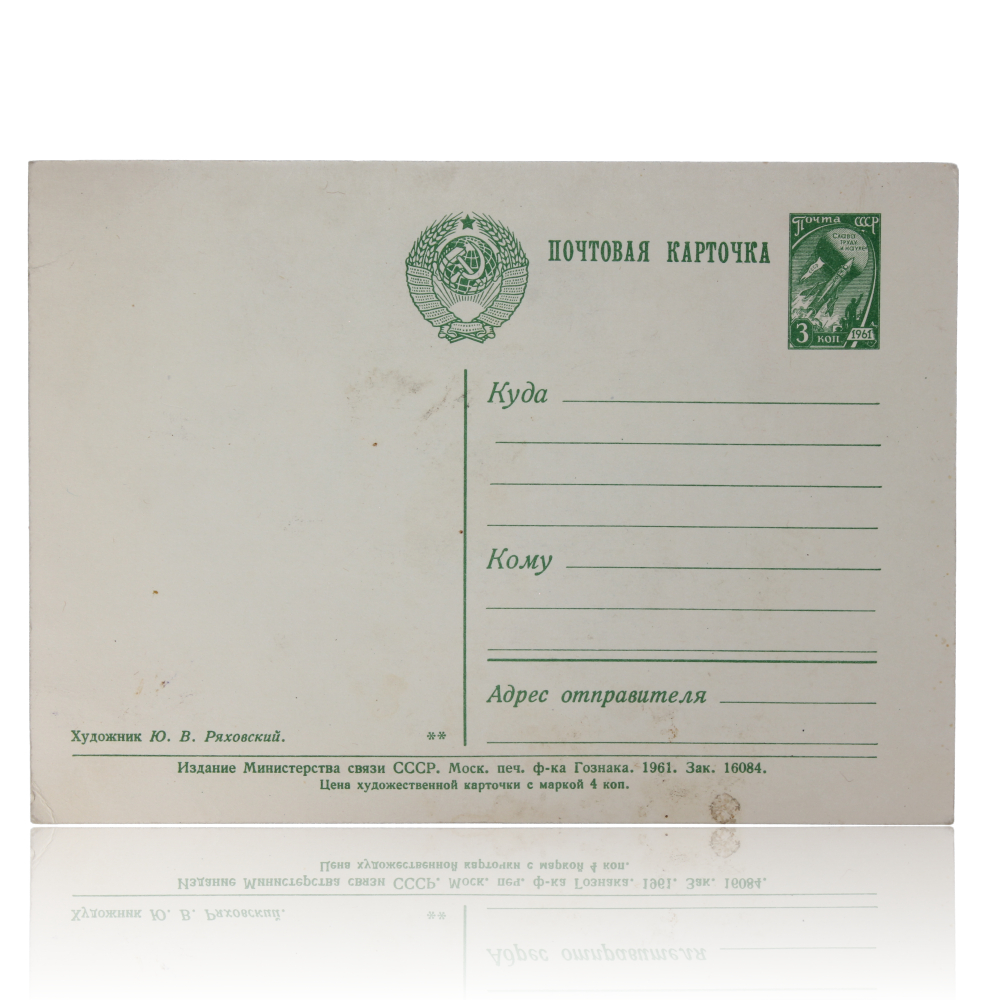 ПОЧТОВАЯ КАРТОЧКА
Почта СССР
СЛАВА
ТРУДУ
И НАУКЕ
3 КОП. 1961
Куда
Кому
Адрес отправителя
Художник Ю. В. Ряховский. **
Издание Министерства связи СССР. Моск. печ. ф-ка Гознака. 1961. Зак. 16084.
Цена художественной карточки с маркой 4 коп.